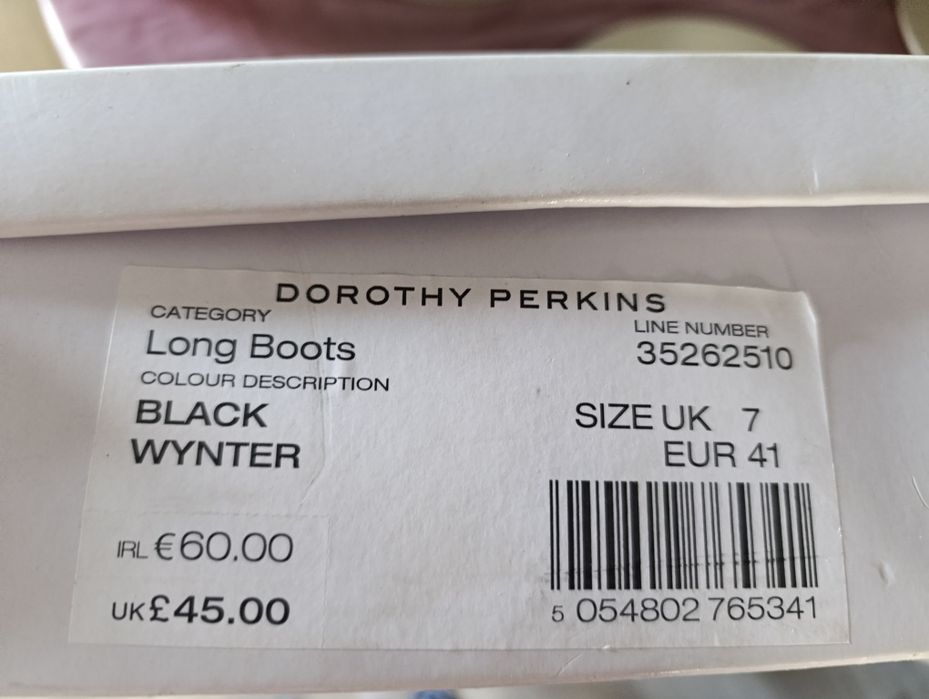 DOROTHY PERKINS
CATEGORY
Long Boots
LINE NUMBER
35262510
COLOUR DESCRIPTION
BLACK
WYNTER
SIZE UK 7
EUR 41
IRL €60.00
UK £45.00
5 054802 765341